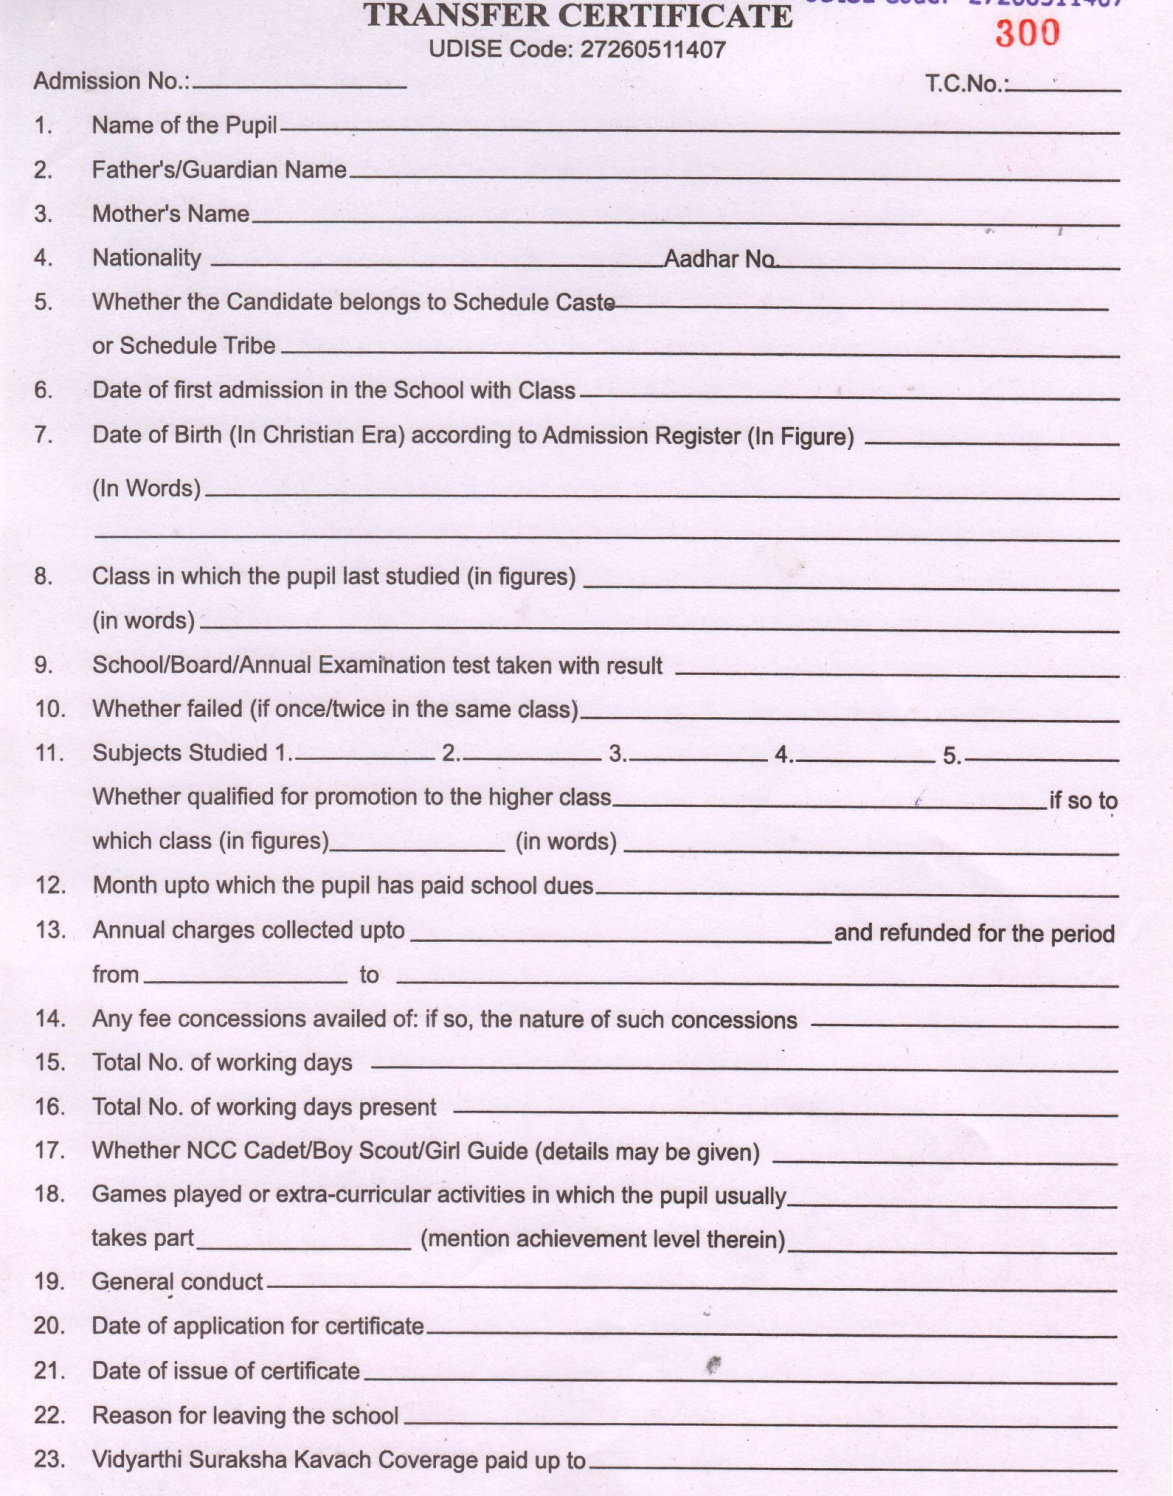 TRANSFER CERTIFICATE
UDISE Code: 27260511407
300
UDISE Code: 27260511407
Admission No.: T.C.No.:
1. Name of the Pupil
2. Father's/Guardian Name
3. Mother's Name
4. Nationality Aadhar No.
5. Whether the Candidate belongs to Schedule Caste
or Schedule Tribe
6. Date of first admission in the School with Class
7. Date of Birth (In Christian Era) according to Admission Register (In Figure)
(In Words)
8. Class in which the pupil last studied (in figures)
(in words)
9. School/Board/Annual Examination test taken with result
10. Whether failed (if once/twice in the same class)
11. Subjects Studied 1. 2. 3. 4. 5.
Whether qualified for promotion to the higher class if so to
which class (in figures) (in words)
12. Month upto which the pupil has paid school dues
13. Annual charges collected upto and refunded for the period
from to
14. Any fee concessions availed of: if so, the nature of such concessions
15. Total No. of working days
16. Total No. of working days present
17. Whether NCC Cadet/Boy Scout/Girl Guide (details may be given)
18. Games played or extra-curricular activities in which the pupil usually
takes part (mention achievement level therein)
19. General conduct
20. Date of application for certificate
21. Date of issue of certificate
22. Reason for leaving the school
23. Vidyarthi Suraksha Kavach Coverage paid up to